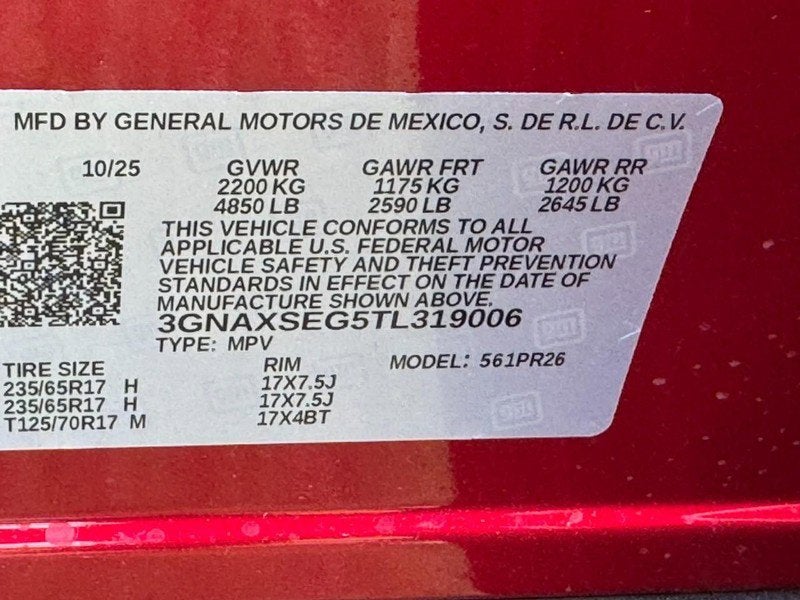 MFD BY GENERAL MOTORS DE MEXICO, S. DE R.L. DE C.V.
10/25 GVWR GAWR FRT GAWR RR
2200 KG 1175 KG 1200 KG
4850 LB 2590 LB 2645 LB
THIS VEHICLE CONFORMS TO ALL
APPLICABLE U.S. FEDERAL MOTOR
VEHICLE SAFETY AND THEFT PREVENTION
STANDARDS IN EFFECT ON THE DATE OF
MANUFACTURE SHOWN ABOVE.
3GNAXSEG5TL319006
TYPE: MPV
TIRE SIZE RIM MODEL: 561PR26
235/65R17 H 17X7.5J
235/65R17 H 17X7.5J
T125/70R17 M 17X4BT